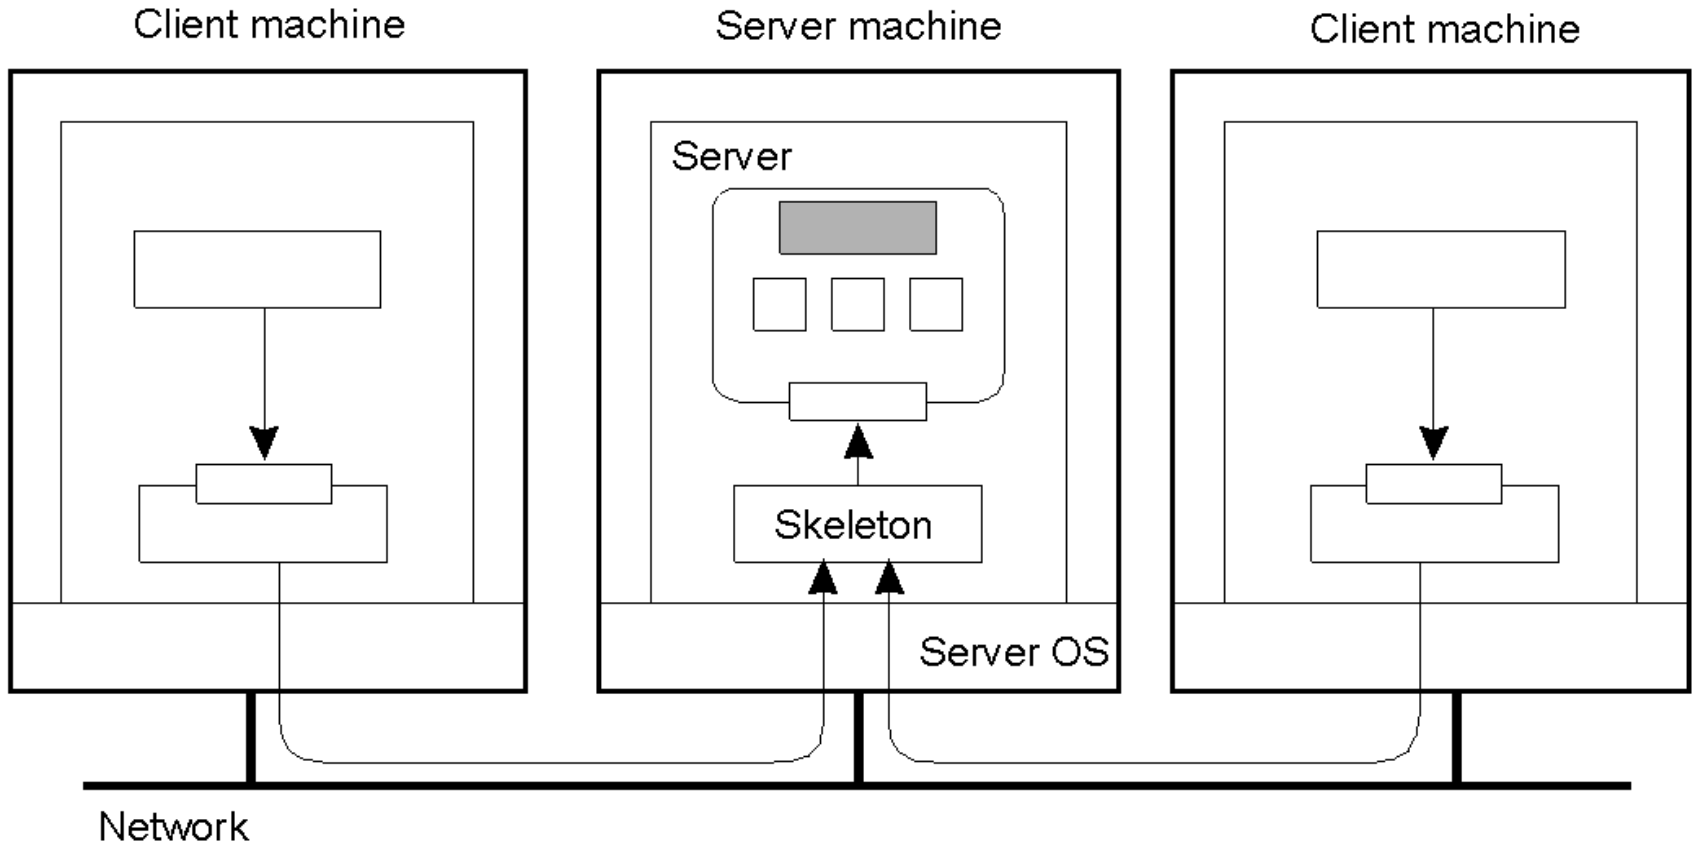 Client machine
Server machine
Client machine
Server
Skeleton
Server OS
Network